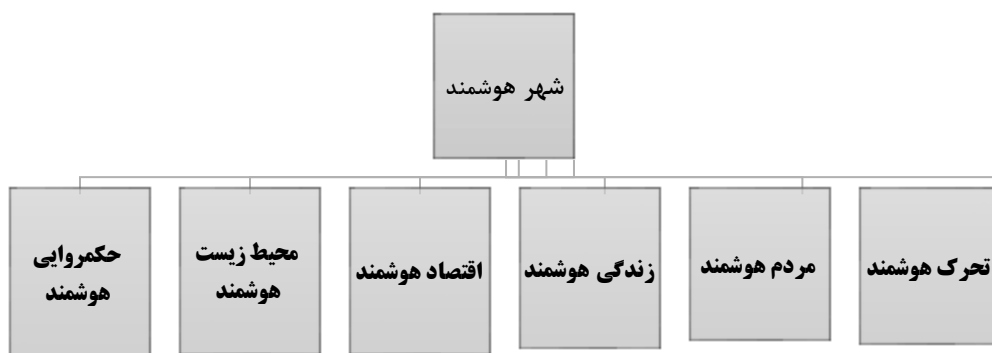 شهر هوشمند
تحرک هوشمند
مردم هوشمند
زندگی هوشمند
اقتصاد هوشمند
محیط زیست
هوشمند
حکمروایی
هوشمند